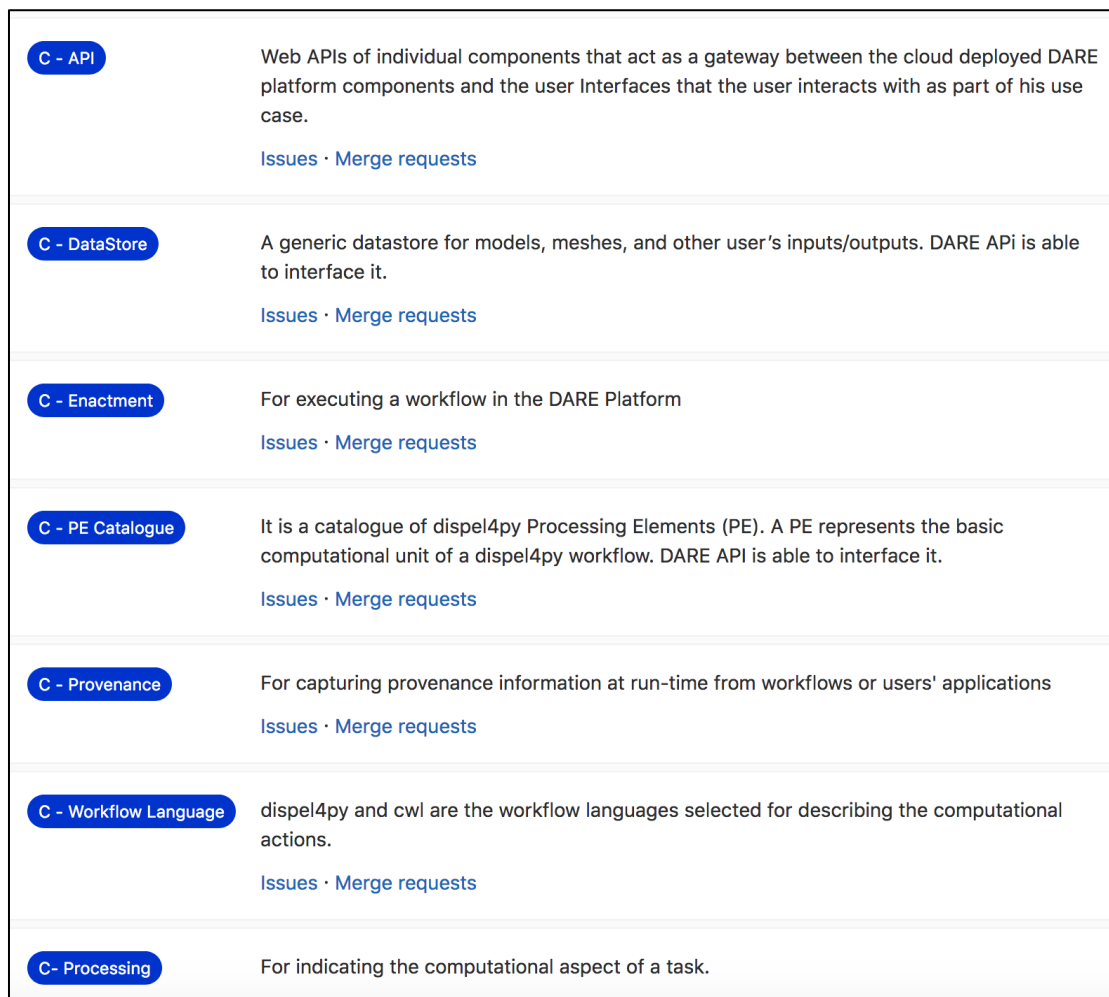 C - API
Web APIs of individual components that act as a gateway between the cloud deployed DARE
platform components and the user Interfaces that the user interacts with as part of his use
case.
Issues · Merge requests
C - DataStore
A generic datastore for models, meshes, and other user’s inputs/outputs. DARE APi is able
to interface it.
Issues · Merge requests
C - Enactment
For executing a workflow in the DARE Platform
Issues · Merge requests
C - PE Catalogue
It is a catalogue of dispel4py Processing Elements (PE). A PE represents the basic
computational unit of a dispel4py workflow. DARE API is able to interface it.
Issues · Merge requests
C - Provenance
For capturing provenance information at run-time from workflows or users' applications
Issues · Merge requests
C - Workflow Language
dispel4py and cwl are the workflow languages selected for describing the computational
actions.
Issues · Merge requests
C- Processing
For indicating the computational aspect of a task.